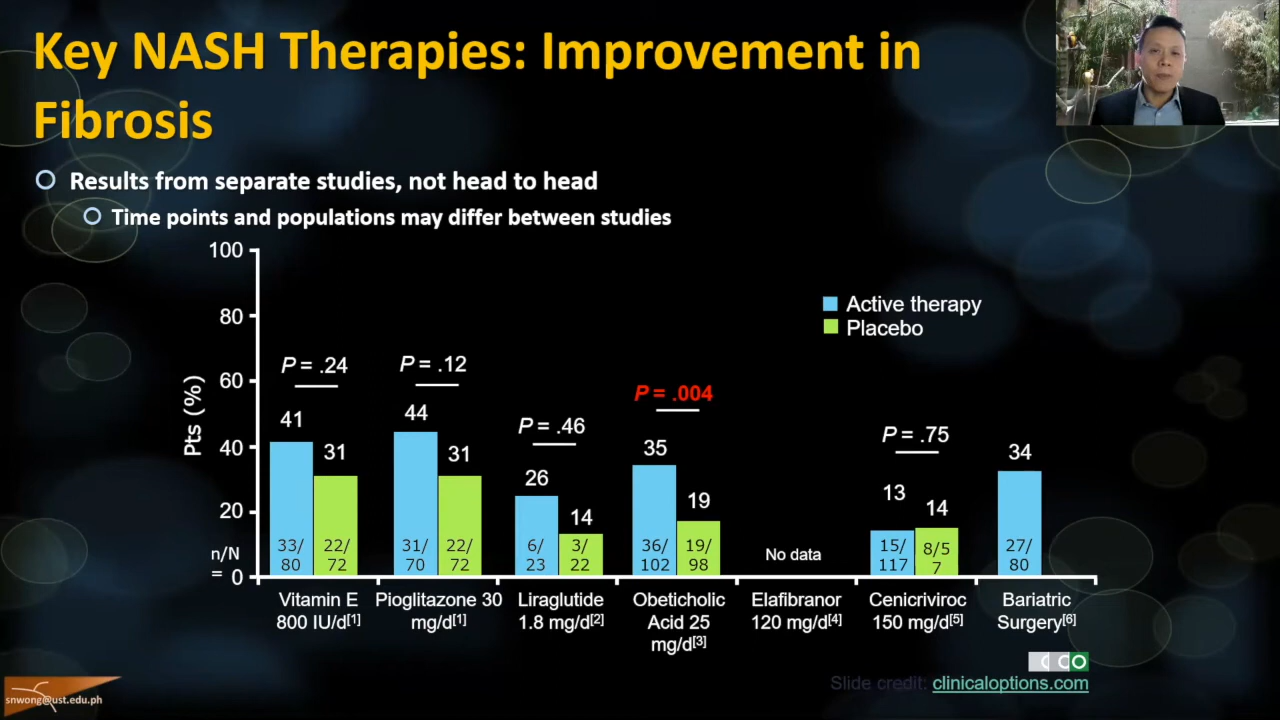 Key NASH Therapies: Improvement in
Fibrosis
Results from separate studies, not head to head
Time points and populations may differ between studies
Pts (%)
100
80
60
40
20
0
n/N
=
Active therapy
Placebo
P = .24
41
31
33/
80
22/
72
P = .12
44
31
31/
70
22/
72
P = .46
26
14
6/
23
3/
22
P = .004
35
19
36/
102
19/
98
No data
P = .75
13
14
15/
117
8/5
7
34
27/
80
Vitamin E
800 IU/d[1]
Pioglitazone 30
mg/d[1]
Liraglutide
1.8 mg/d[2]
Obeticholic
Acid 25
mg/d[3]
Elafibranor
120 mg/d[4]
Cenicriviroc
150 mg/d[5]
Bariatric
Surgery[6]
CCO
Slide credit: clinicaloptions.com
snwong@ust.edu.ph